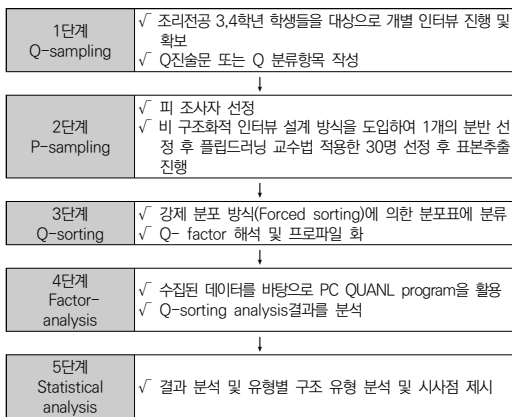 1단계
Q-sampling
√ 조리전공 3,4학년 학생들을 대상으로 개별 인터뷰 진행 및
확보
√ Q진술문 또는 Q 분류항목 작성
↓
2단계
P-sampling
√ 피 조사자 선정
√ 비 구조화적 인터뷰 설계 방식을 도입하여 1개의 분반 선
정 후 플립드러닝 교수법 적용한 30명 선정 후 표본추출
진행
↓
3단계
Q-sorting
√ 강제 분포 방식(Forced sorting)에 의한 분포표에 분류
√ Q- factor 해석 및 프로파일 화
↓
4단계
Factor-
analysis
√ 수집된 데이터를 바탕으로 PC QUANL program을 활용
√ Q-sorting analysis결과를 분석
↓
5단계
Statistical
analysis
√ 결과 분석 및 유형별 구조 유형 분석 및 시사점 제시